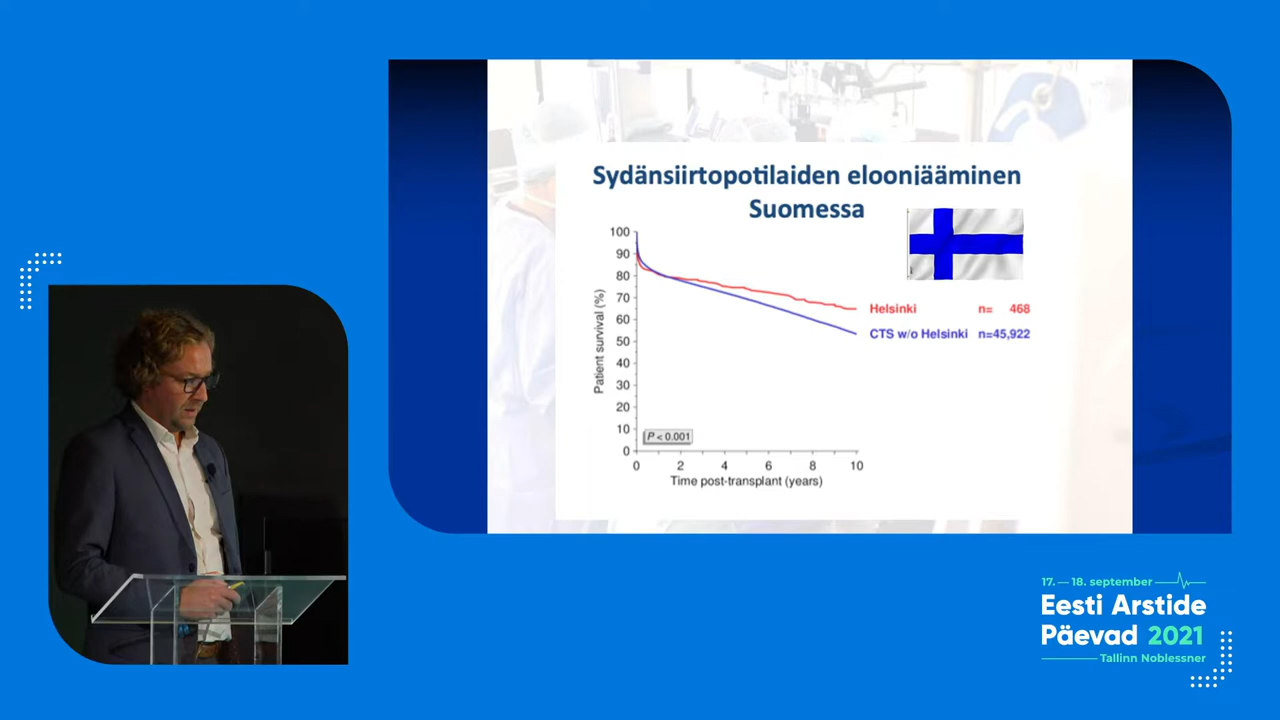 Sydänsiirtopotilaiden eloonjääminen
Suomessa
100
90
80
70
60
50
40
30
20
10
0
Patient survival (%)
Helsinki n= 468
CTS w/o Helsinki n=45,922
P < 0.001
0 2 4 6 8 10
Time post-transplant (years)
17. — 18. september
Eesti Arstide
Päevad 2021
Tallinn Noblessner